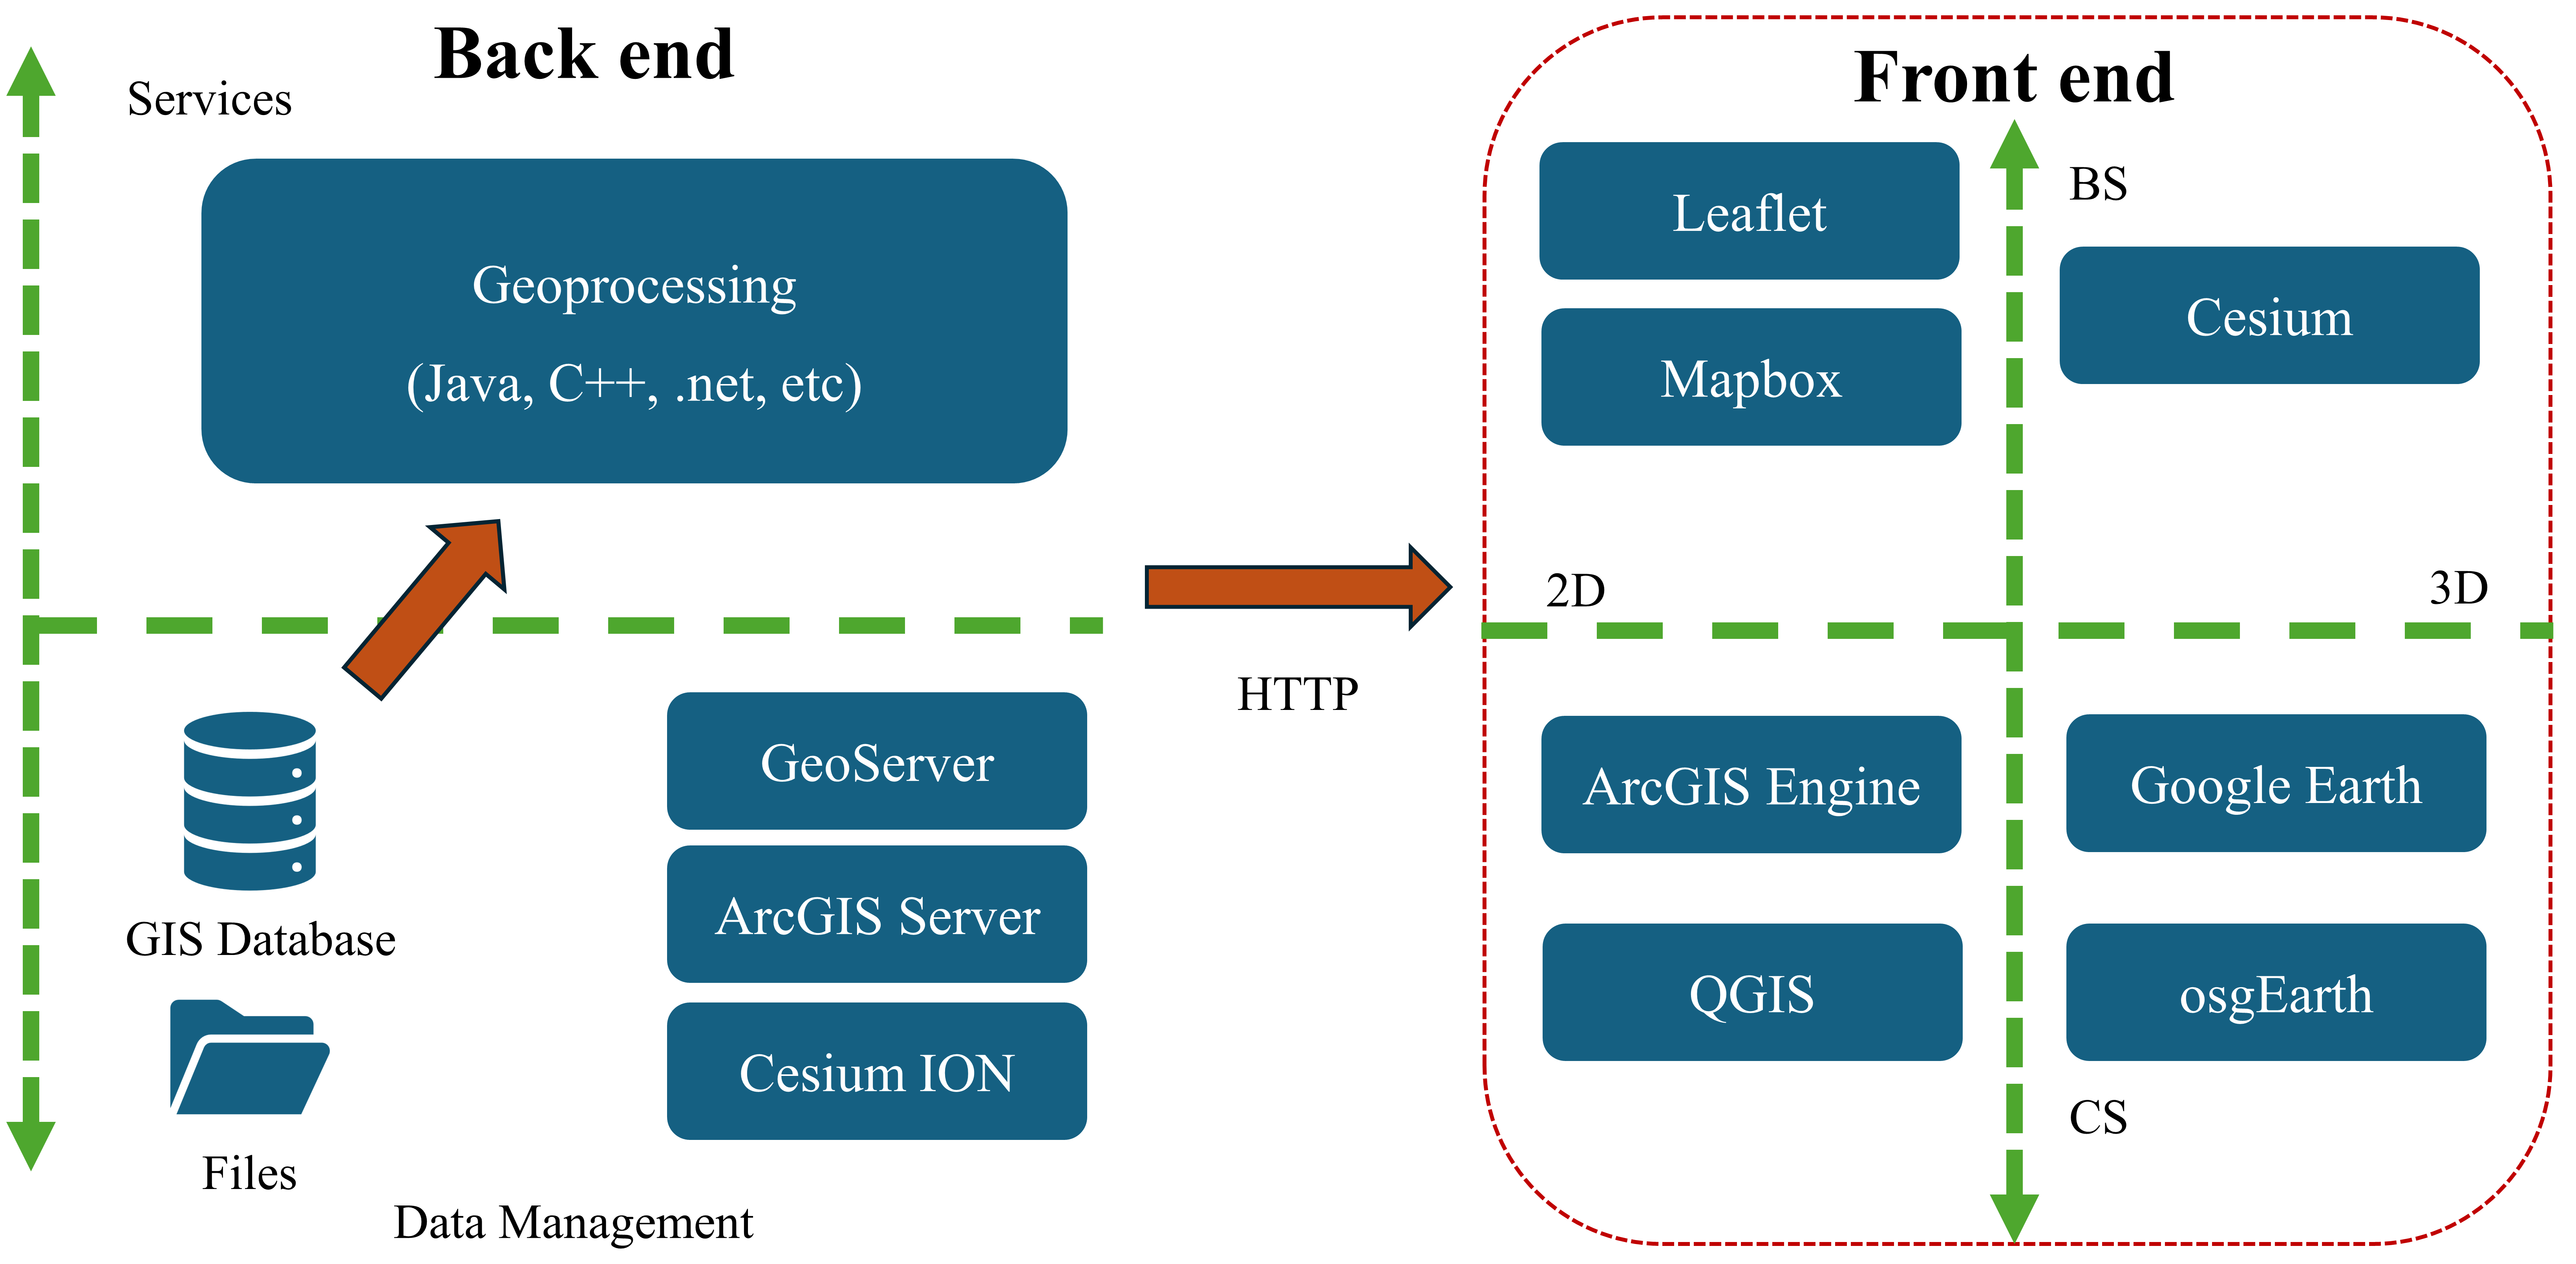 Back end
Services
Geoprocessing
(Java, C++, .net, etc)
GIS Database
Files
GeoServer
ArcGIS Server
Cesium ION
Data Management
HTTP
Front end
BS
Leaflet
Mapbox
Cesium
2D
3D
ArcGIS Engine
Google Earth
QGIS
osgEarth
CS